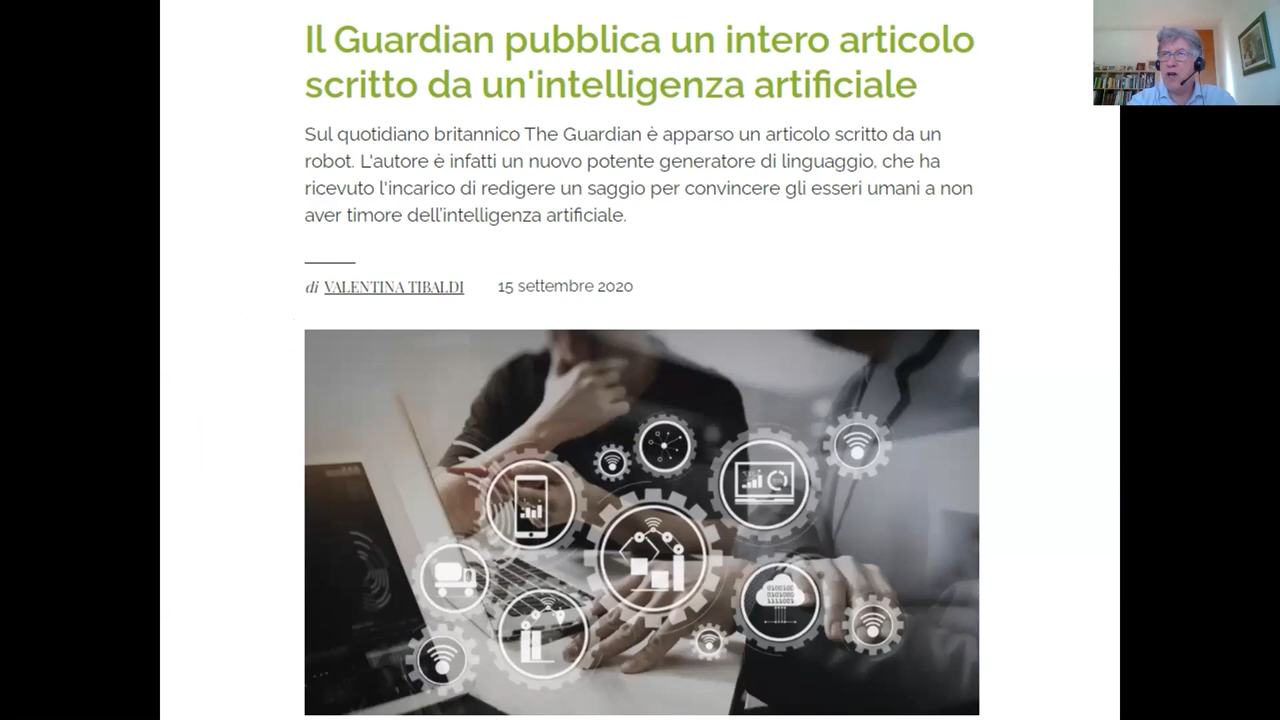 Il Guardian pubblica un intero articolo
scritto da un'intelligenza artificiale
Sul quotidiano britannico The Guardian è apparso un articolo scritto da un
robot. L'autore è infatti un nuovo potente generatore di linguaggio, che ha
ricevuto l'incarico di redigere un saggio per convincere gli esseri umani a non
aver timore dell'intelligenza artificiale.
di VALENTINA TIBALDI 15 settembre 2020